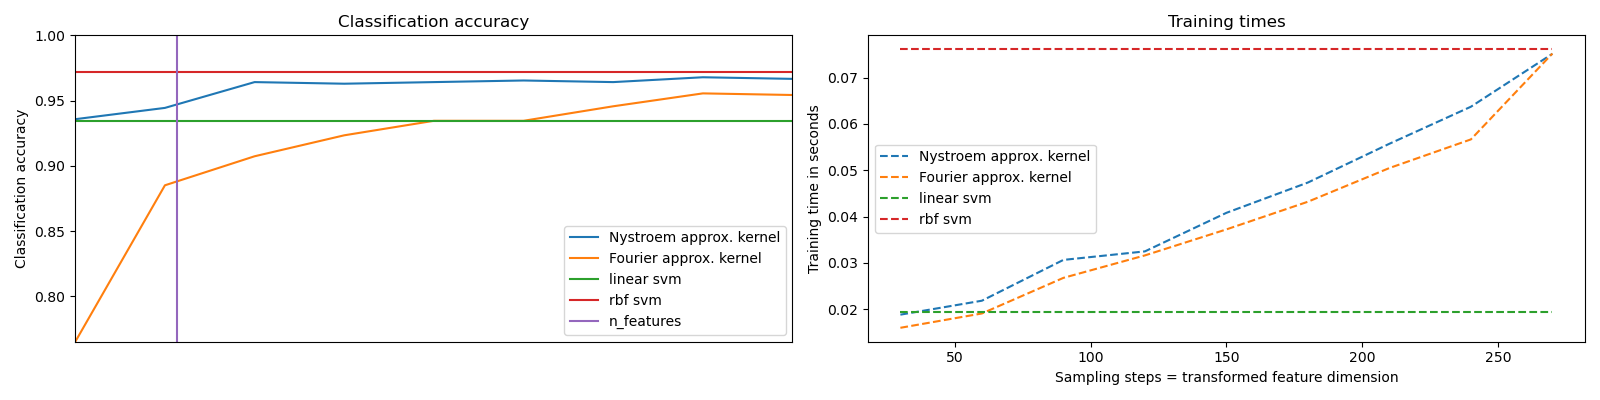 Classification accuracy
1.00
0.95
0.90
0.85
0.80
Classification accuracy
Nystroem approx. kernel
Fourier approx. kernel
linear svm
rbf svm
n_features
Training times
0.07
0.06
0.05
0.04
0.03
0.02
Training time in seconds
Nystroem approx. kernel
Fourier approx. kernel
linear svm
rbf svm
50 100 150 200 250
Sampling steps = transformed feature dimension